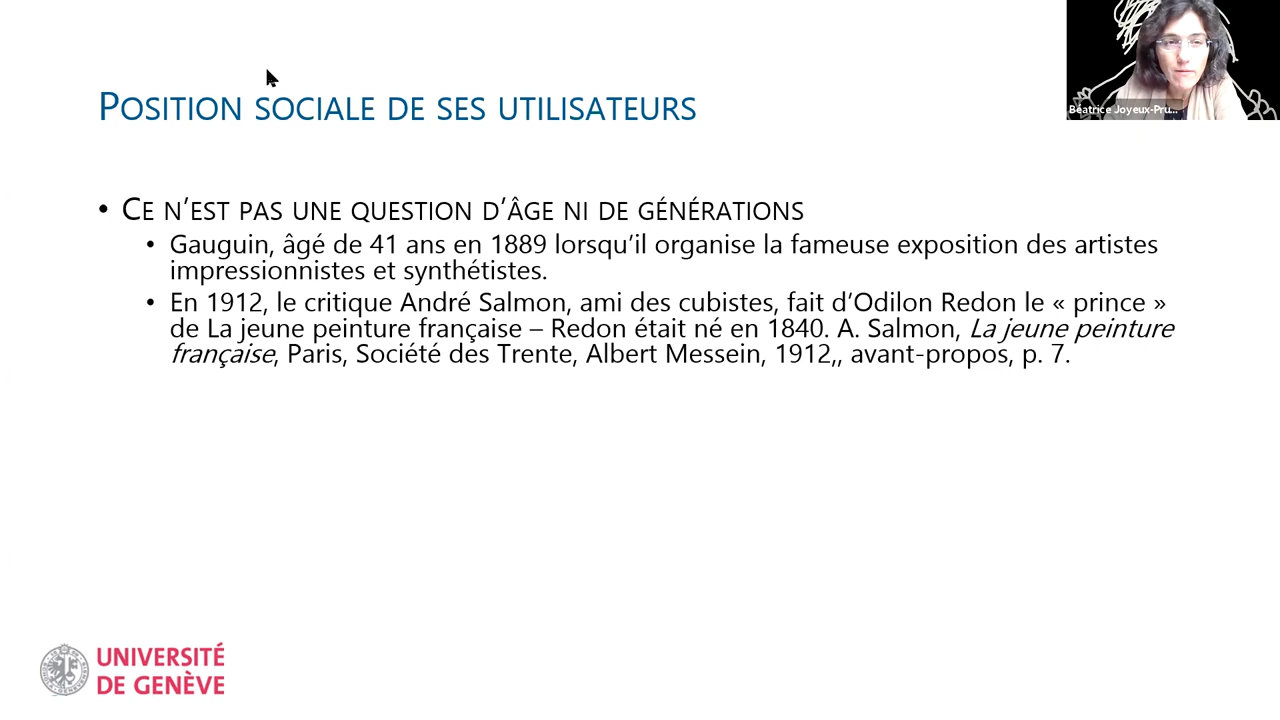 Béatrice Joyeux-Pru...
POSITION SOCIALE DE SES UTILISATEURS
• CE N'EST PAS UNE QUESTION D'ÂGE NI DE GÉNÉRATIONS
• Gauguin, âgé de 41 ans en 1889 lorsqu'il organise la fameuse exposition des artistes
impressionnistes et synthétistes.
• En 1912, le critique André Salmon, ami des cubistes, fait d'Odilon Redon le « prince »
de La jeune peinture française – Redon était né en 1840. A. Salmon, La jeune peinture
française, Paris, Société des Trente, Albert Messein, 1912,, avant-propos, p. 7.
UNIVERSITÉ
DE GENÈVE